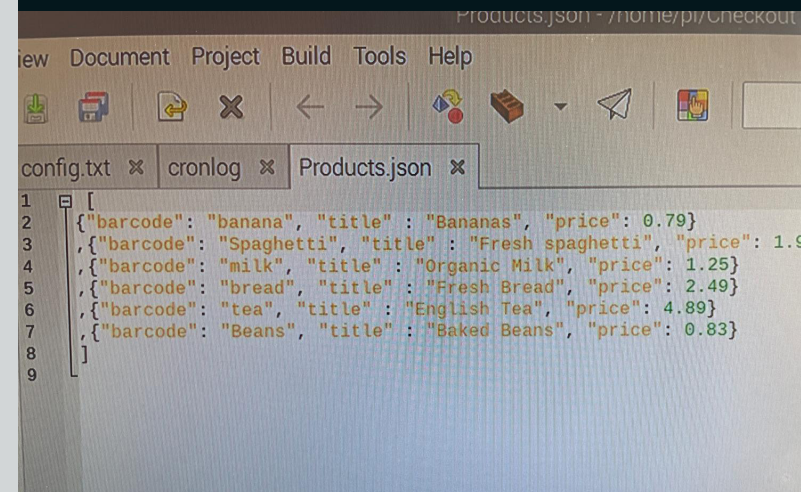 Products.json - /home/pi/Checkout
iew Document Project Build Tools Help
config.txt cronlog Products.json
1 [
2 {"barcode": "banana", "title" : "Bananas", "price": 0.79}
3 ,{"barcode": "Spaghetti", "title" : "Fresh spaghetti", "price": 1.9
4 ,{"barcode": "milk", "title" : "Organic Milk", "price": 1.25}
5 ,{"barcode": "bread", "title" : "Fresh Bread", "price": 2.49}
6 ,{"barcode": "tea", "title" : "English Tea", "price": 4.89}
7 ,{"barcode": "Beans", "title" : "Baked Beans", "price": 0.83}
8 ]
9